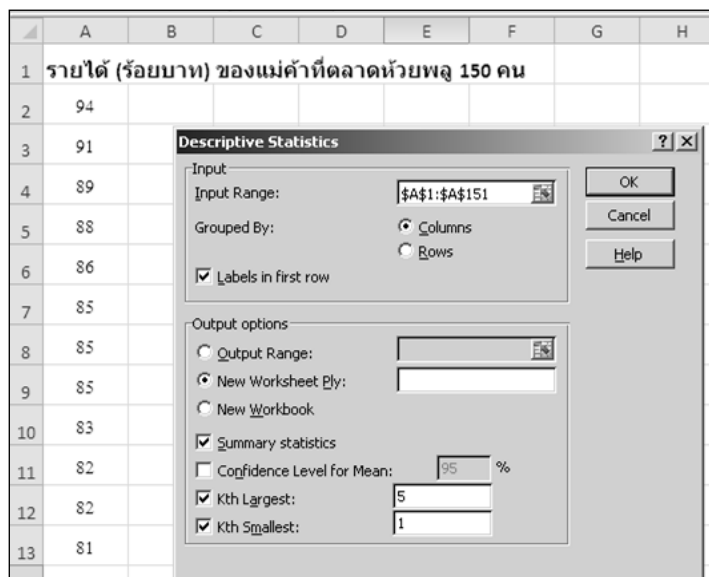 A B C D E F G H
1 รายได้ (ร้อยบาท) ของแม่ค้าที่ตลาดห้วยพลู 150 คน
2 94
3 91
4 89
5 88
6 86
7 85
8 85
9 85
10 83
11 82
12 82
13 81
Descriptive Statistics
Input
Input Range: $A$1:$A$151
Grouped By: Columns
Rows
Labels in first row
OK
Cancel
Help
Output options
Output Range:
New Worksheet Ply:
New Workbook
Summary statistics
Confidence Level for Mean: 95 %
Kth Largest: 5
Kth Smallest: 1